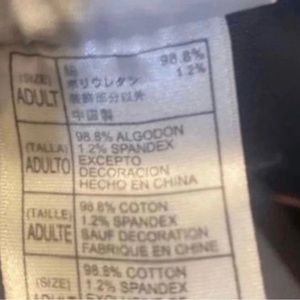 (SIZE)
ADULT
綿 98.8%
ポリウレタン 1.2%
装飾部分以外
中国製
(TALLA)
ADULTO
98.8% ALGODON
1.2% SPANDEX
EXCEPTO
DECORACION
HECHO EN CHINA
(TAILLE)
ADULTE
98.8% COTON
1.2% SPANDEX
SAUF DECORATION
FABRIQUE EN CHINE
(SIZE)
98.8% COTTON
1.2% SPANDEX